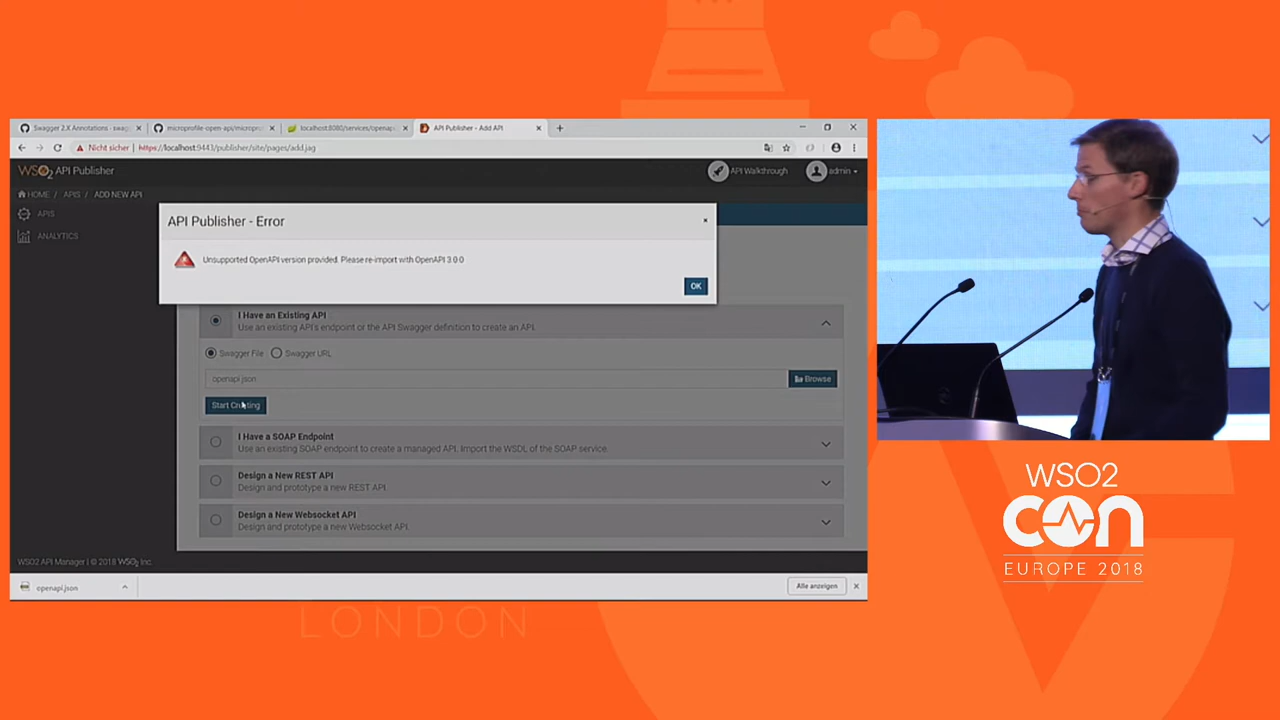 Swagger 2.X Annotations · swag
microprofile-open-api/micropro
localhost:8080/services/openap
API Publisher - Add API
Nicht sicher
https://localhost:9443/publisher/site/pages/add.jag
WSO2 API Publisher
API Walkthrough
admin
HOME / APIS / ADD NEW API
APIS
ANALYTICS
API Publisher - Error
Unsupported OpenAPI version provided. Please re-import with OpenAPI 3.0.0
OK
I Have an Existing API
Use an existing API's endpoint or the API Swagger definition to create an API.
Swagger File
Swagger URL
openapi.json
Browse
Start Creating
I Have a SOAP Endpoint
Use an existing SOAP endpoint to create a managed API. Import the WSDL of the SOAP service.
Design a New REST API
Design and prototype a new REST API
Design a New Websocket API
Design and prototype a new Websocket API.
WSO2 API Manager | © 2018 WSO2 Inc.
openapi.json
Alle anzeigen
WSO2
CON
EUROPE 2018
LONDON